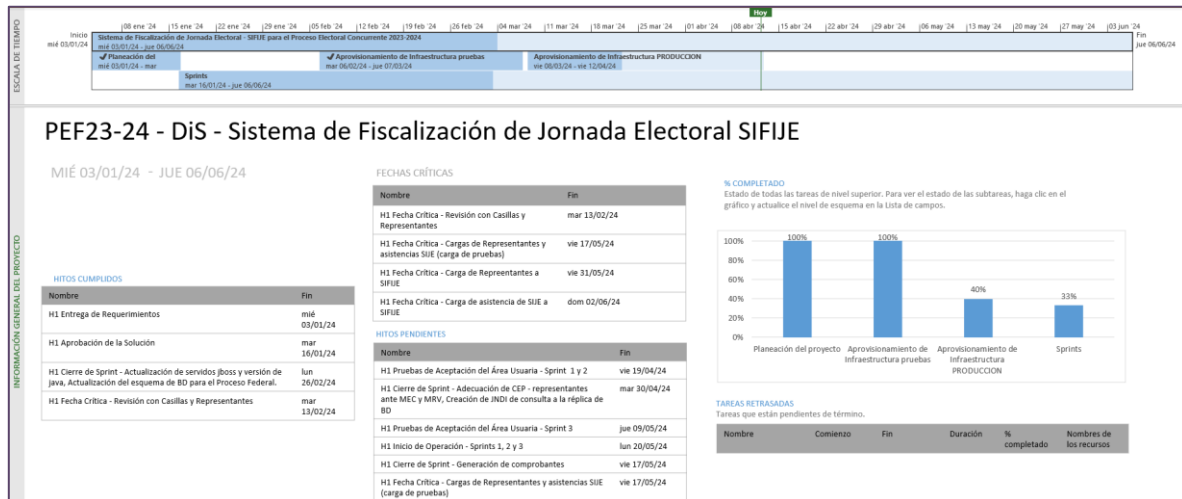 Hoy
08 ene '24 15 ene '24 22 ene '24 29 ene '24 05 feb '24 12 feb '24 19 feb '24 26 feb '24 04 mar '24 11 mar '24 18 mar '24 25 mar '24 01 abr '24 08 abr '24 15 abr '24 22 abr '24 29 abr '24 06 may '24 13 may '24 20 may '24 27 may '24 03 jun '24
ESCALA DE TIEMPO
Inicio
mié 03/01/24
Sistema de Fiscalización de Jornada Electoral - SIFIJE para el Proceso Electoral Concurrente 2023-2024
mié 03/01/24 - jue 06/06/24
Fin
jue 06/06/24
✔ Planeación del
mié 03/01/24 - mar
✔ Aprovisionamiento de Infraestructura pruebas
mar 06/02/24 - jue 07/03/24
Aprovisionamiento de Infraestructura PRODUCCION
vie 08/03/24 - vie 12/04/24
Sprints
mar 16/01/24 - jue 06/06/24
INFORMACIÓN GENERAL DEL PROYECTO
PEF23-24 - DiS - Sistema de Fiscalización de Jornada Electoral SIFIJE
MIÉ 03/01/24 - JUE 06/06/24
HITOS CUMPLIDOS
Nombre Fin
H1 Entrega de Requerimientos mié
03/01/24
H1 Aprobación de la Solución mar
16/01/24
H1 Cierre de Sprint - Actualización de servidos jboss y versión de lun
java, Actualización del esquema de BD para el Proceso Federal. 26/02/24
H1 Fecha Crítica - Revisión con Casillas y Representantes mar
13/02/24
FECHAS CRÍTICAS
Nombre Fin
H1 Fecha Crítica - Revisión con Casillas y mar 13/02/24
Representantes
H1 Fecha Crítica - Cargas de Representantes y vie 17/05/24
asistencias SIJE (carga de pruebas)
H1 Fecha Crítica - Carga de Repreentantes a vie 31/05/24
SIFIJE
H1 Fecha Crítica - Carga de asistencia de SIJE a dom 02/06/24
SIFIJE
HITOS PENDIENTES
Nombre Fin
H1 Pruebas de Aceptación del Área Usuaria - Sprint 1 y 2 vie 19/04/24
H1 Cierre de Sprint - Adecuación de CEP - representantes mar 30/04/24
ante MEC y MRV, Creación de JNDI de consulta a la réplica de
BD
H1 Pruebas de Aceptación del Área Usuaria - Sprint 3 jue 09/05/24
H1 Inicio de Operación - Sprints 1, 2 y 3 lun 20/05/24
H1 Cierre de Sprint - Generación de comprobantes vie 17/05/24
H1 Fecha Crítica - Cargas de Representantes y asistencias SIJE vie 17/05/24
(carga de pruebas)
% COMPLETADO
Estado de todas las tareas de nivel superior. Para ver el estado de las subtareas, haga clic en el
gráfico y actualice el nivel de esquema en la Lista de campos.
100% 100%
100%
80%
60%
40%
40%
33%
20%
0%
Planeación del proyecto Aprovisionamiento de Aprovisionamiento de Sprints
Infraestructura pruebas Infraestructura
PRODUCCION
TAREAS RETRASADAS
Tareas que están pendientes de término.
Nombre Comienzo Fin Duración % Nombres de
completado los recursos